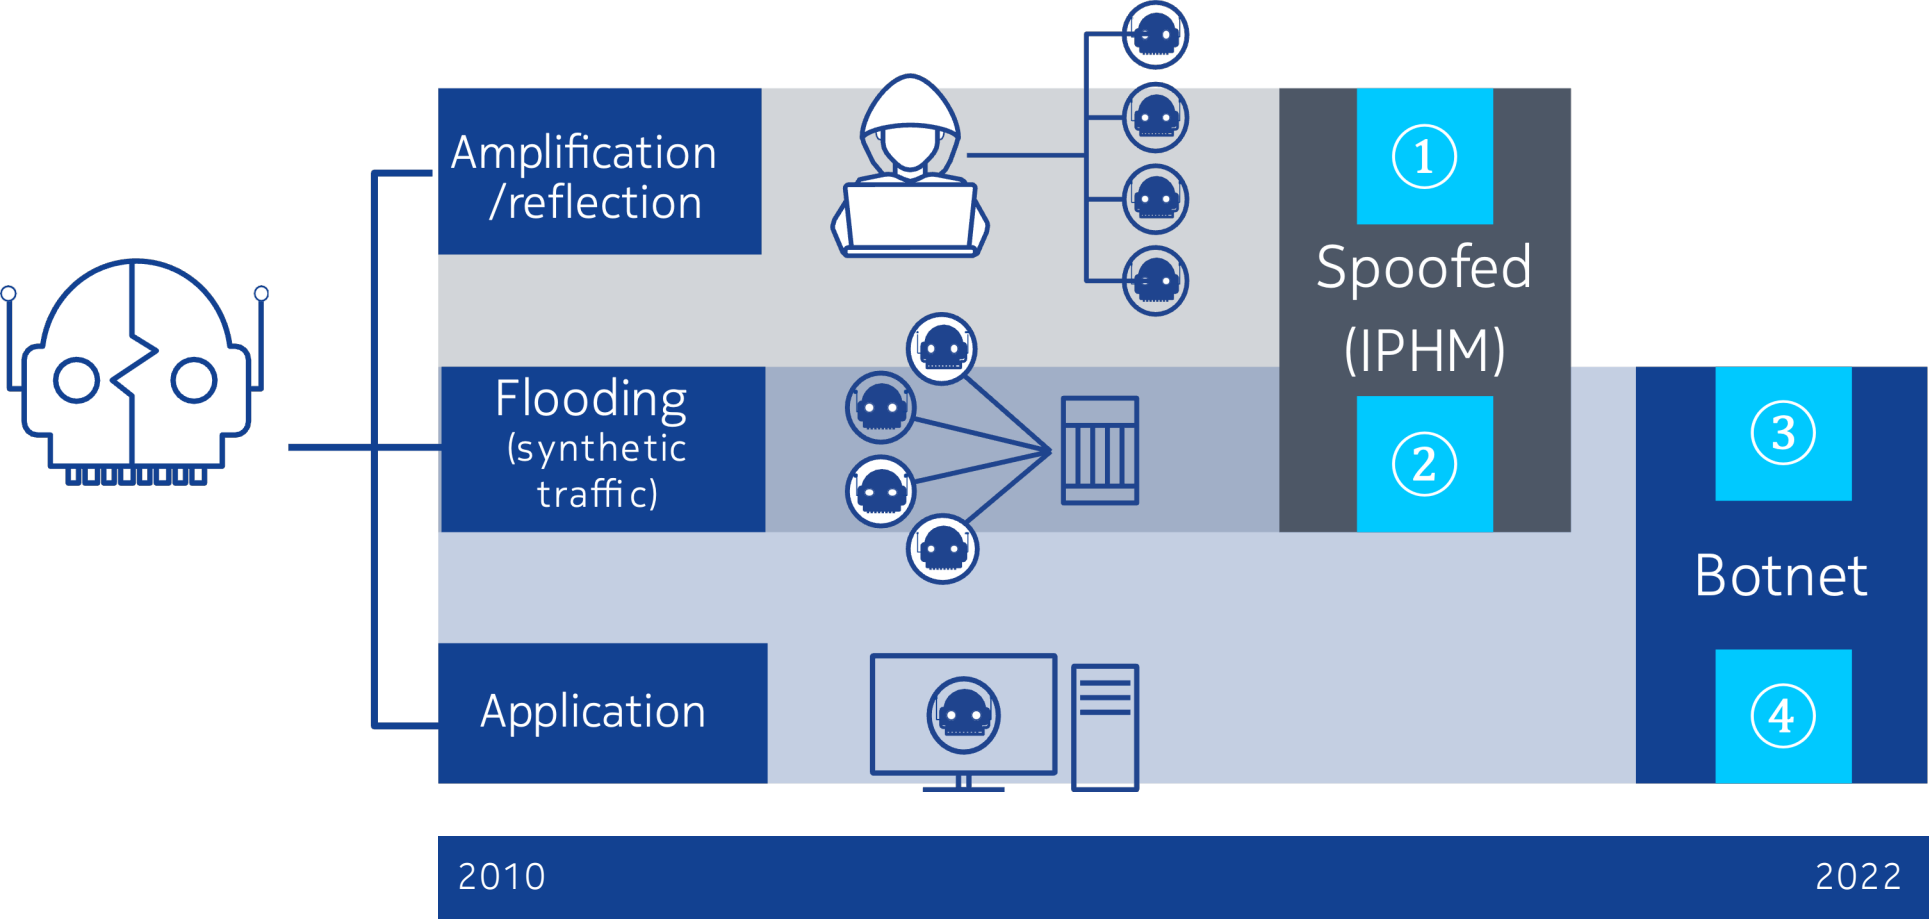 Amplification
/reflection
①
Spoofed
(IPHM)
②
Flooding
(synthetic
traffic)
③
Botnet
④
Application
2010
2022